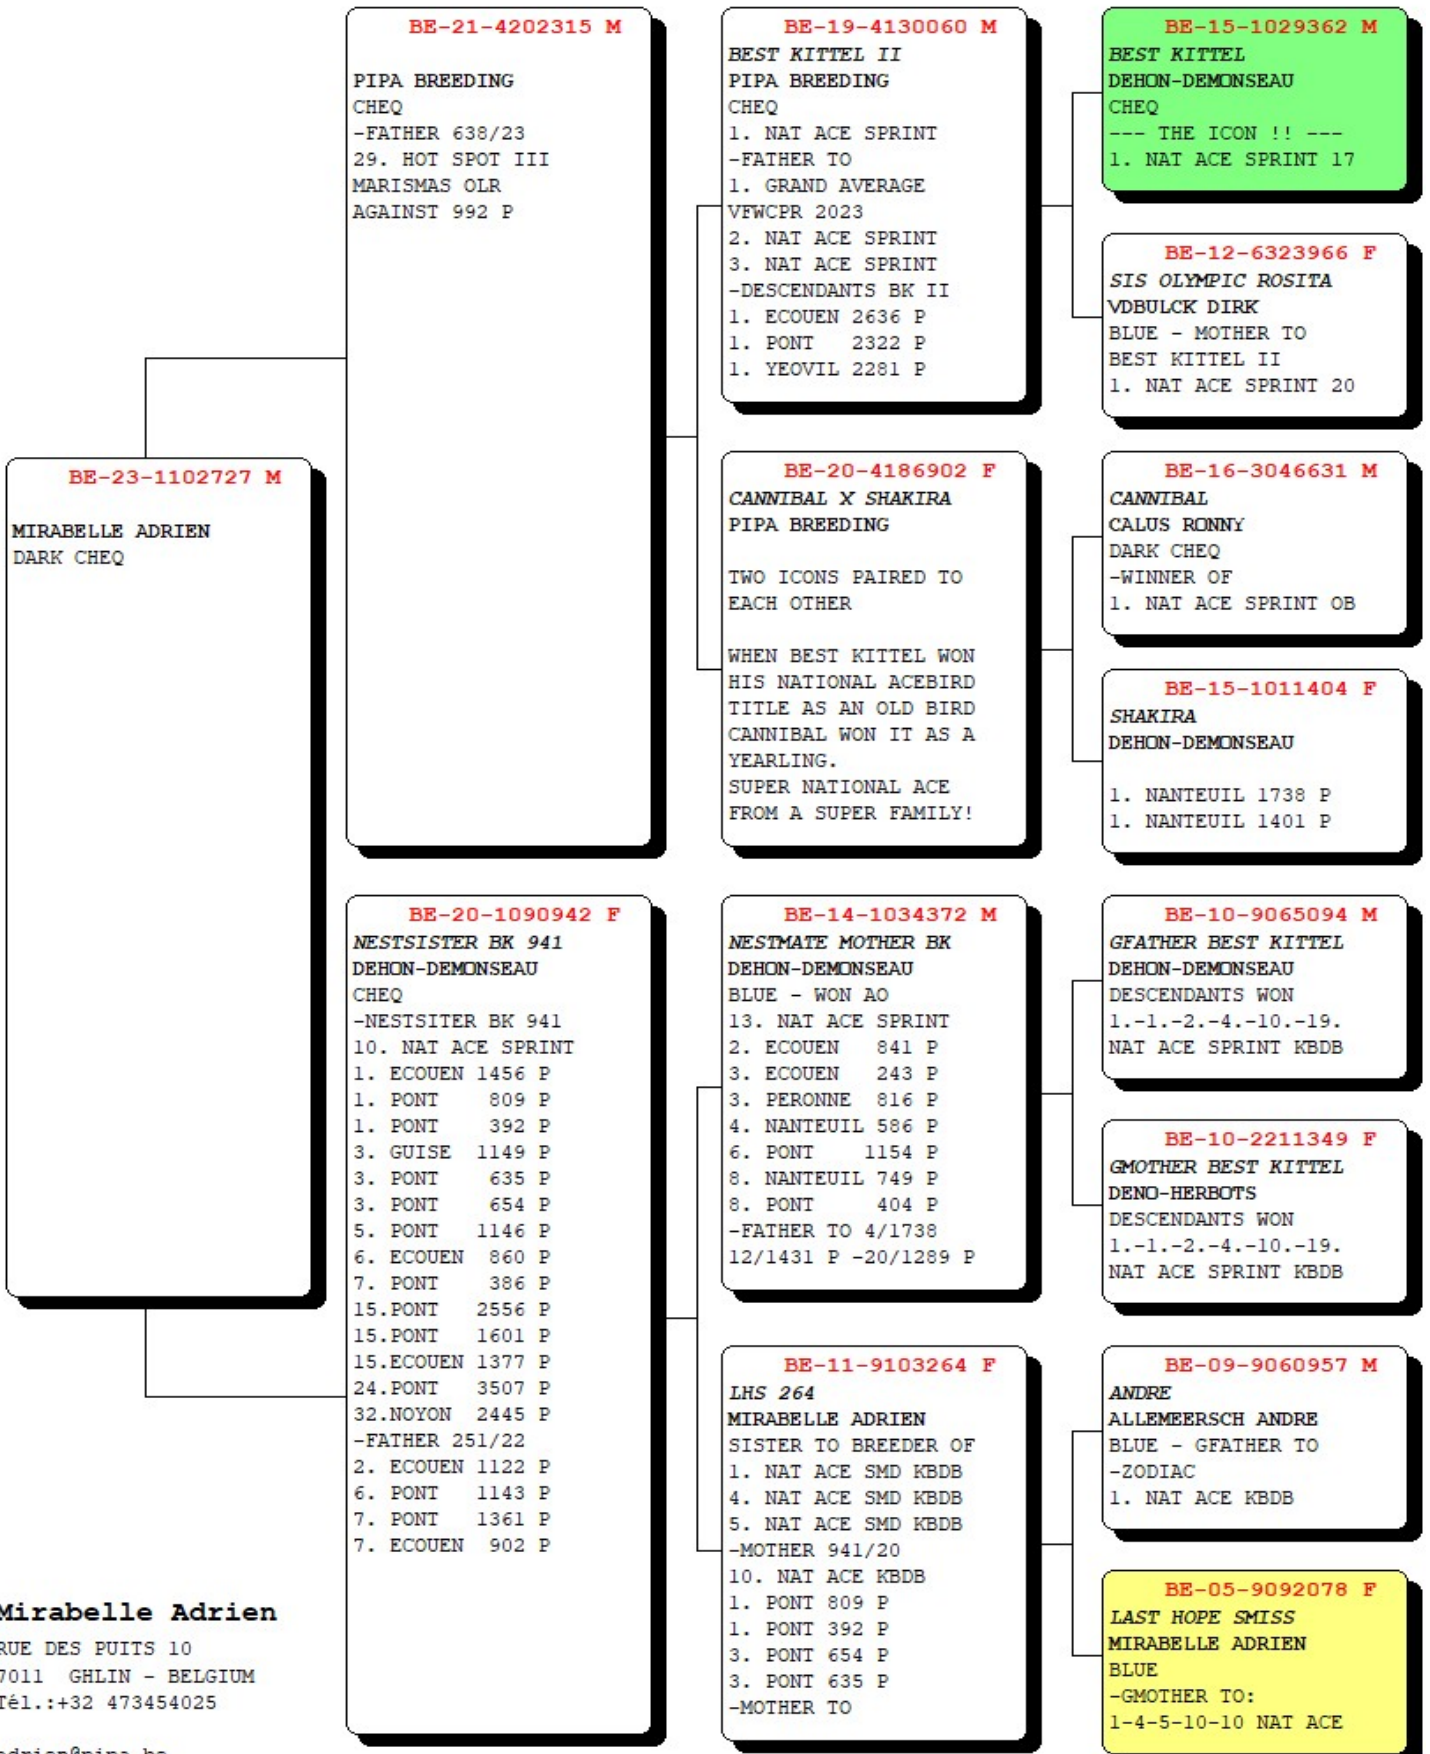 BE-23-1102727 M
MIRABELLE ADRIEN
DARK CHEQ
BE-21-4202315 M
PIPA BREEDING
CHEQ
-FATHER 638/23
29. HOT SPOT III
MARISMAS OLR
AGAINST 992 P
BE-20-1090942 F
NESTSISTER BK 941
DEHON-DEMONSEAU
CHEQ
-NESTSITER BK 941
10. NAT ACE SPRINT
1. ECOUEN 1456 P
1. PONT 809 P
1. PONT 392 P
3. GUISE 1149 P
3. PONT 635 P
3. PONT 654 P
5. PONT 1146 P
6. ECOUEN 860 P
7. PONT 386 P
15.PONT 2556 P
15.PONT 1601 P
15.ECOUEN 1377 P
24.PONT 3507 P
32.NOYON 2445 P
-FATHER 251/22
2. ECOUEN 1122 P
6. PONT 1143 P
7. PONT 1361 P
7. ECOUEN 902 P
BE-19-4130060 M
BEST KITTEL II
PIPA BREEDING
CHEQ
1. NAT ACE SPRINT
-FATHER TO
1. GRAND AVERAGE
VFWCPR 2023
2. NAT ACE SPRINT
3. NAT ACE SPRINT
-DESCENDANTS BK II
1. ECOUEN 2636 P
1. PONT 2322 P
1. YEOVIL 2281 P
BE-20-4186902 F
CANNIBAL X SHAKIRA
PIPA BREEDING
TWO ICONS PAIRED TO
EACH OTHER
WHEN BEST KITTEL WON
HIS NATIONAL ACEBIRD
TITLE AS AN OLD BIRD
CANNIBAL WON IT AS A
YEARLING.
SUPER NATIONAL ACE
FROM A SUPER FAMILY!
BE-14-1034372 M
NESTMATE MOTHER BK
DEHON-DEMONSEAU
BLUE - WON AO
13. NAT ACE SPRINT
2. ECOUEN 841 P
3. ECOUEN 243 P
3. PERONNE 816 P
4. NANTEUIL 586 P
6. PONT 1154 P
8. NANTEUIL 749 P
8. PONT 404 P
-FATHER TO 4/1738
12/1431 P -20/1289 P
BE-11-9103264 F
LHS 264
MIRABELLE ADRIEN
SISTER TO BREEDER OF
1. NAT ACE SMD KBDB
4. NAT ACE SMD KBDB
5. NAT ACE SMD KBDB
-MOTHER 941/20
10. NAT ACE KBDB
1. PONT 809 P
1. PONT 392 P
3. PONT 654 P
3. PONT 635 P
-MOTHER TO
BE-15-1029362 M
BEST KITTEL
DEHON-DEMONSEAU
CHEQ
--- THE ICON !! ---
1. NAT ACE SPRINT 17
BE-12-6323966 F
SIS OLYMPIC ROSITA
VDBULCK DIRK
BLUE - MOTHER TO
BEST KITTEL II
1. NAT ACE SPRINT 20
BE-16-3046631 M
CANNIBAL
CALUS RONNY
DARK CHEQ
-WINNER OF
1. NAT ACE SPRINT OB
BE-15-1011404 F
SHAKIRA
DEHON-DEMONSEAU
1. NANTEUIL 1738 P
1. NANTEUIL 1401 P
BE-10-9065094 M
GFATHER BEST KITTEL
DEHON-DEMONSEAU
DESCENDANTS WON
1.-1.-2.-4.-10.-19.
NAT ACE SPRINT KBDB
BE-10-2211349 F
GMOTHER BEST KITTEL
DENO-HERBOTS
DESCENDANTS WON
1.-1.-2.-4.-10.-19.
NAT ACE SPRINT KBDB
BE-09-9060957 M
ANDRE
ALLEMEERSCH ANDRE
BLUE - GFATHER TO
-ZODIAC
1. NAT ACE KBDB
BE-05-9092078 F
LAST HOPE SMISS
MIRABELLE ADRIEN
BLUE
-GMOTHER TO:
1-4-5-10-10 NAT ACE
Mirabelle Adrien
RUE DES PUITS 10
7011 GHLIN - BELGIUM
Tél.:+32 473454025